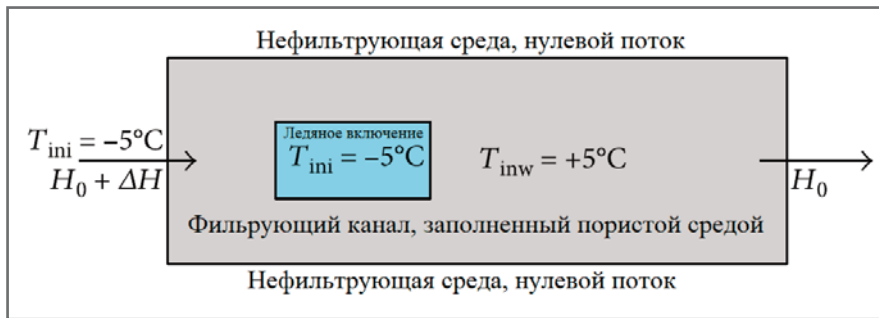 Нефильтрующая среда, нулевой поток
Ледяное включение
T_ini = –5°C
T_ini = –5°C
T_inw = +5°C
H_0 + ΔH
H_0
Фильрующий канал, заполненный пористой средой
Нефильтрующая среда, нулевой поток